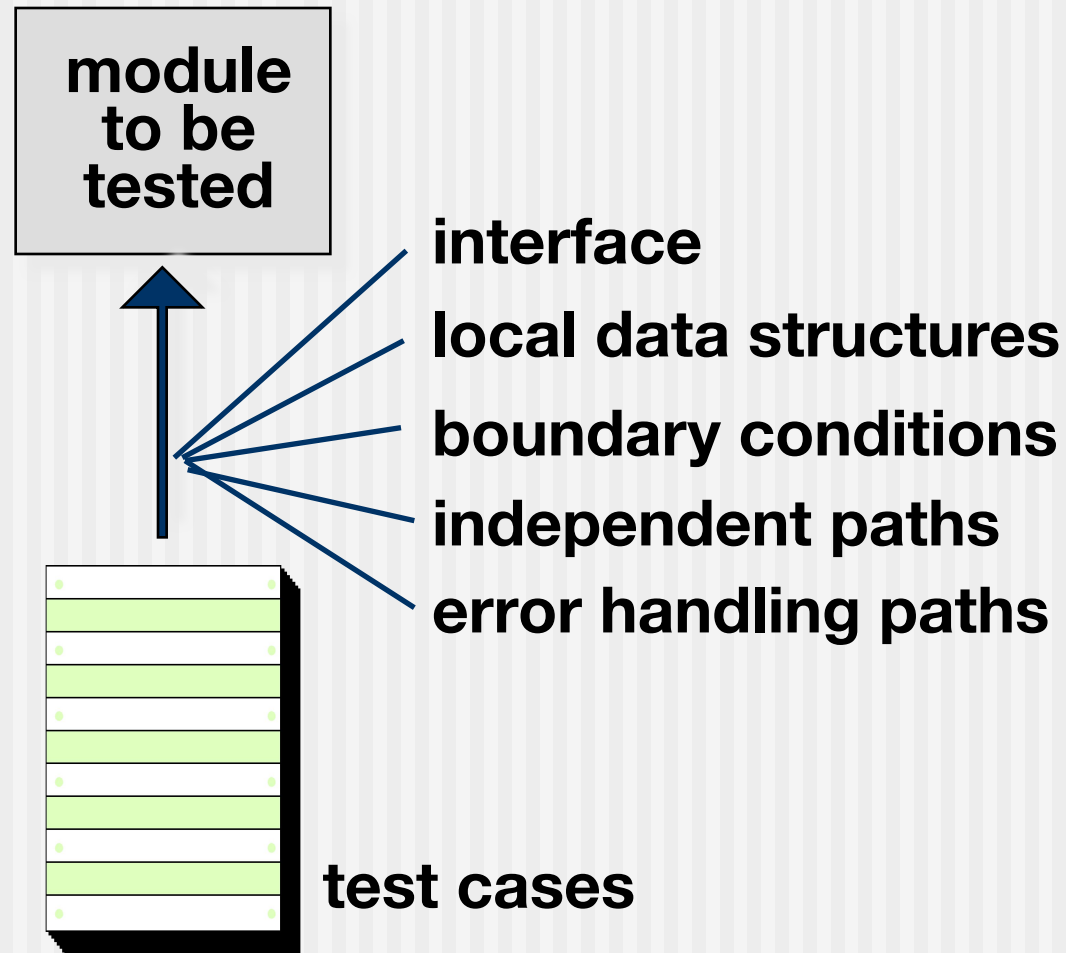 module
to be
tested
interface
local data structures
boundary conditions
independent paths
error handling paths
test cases